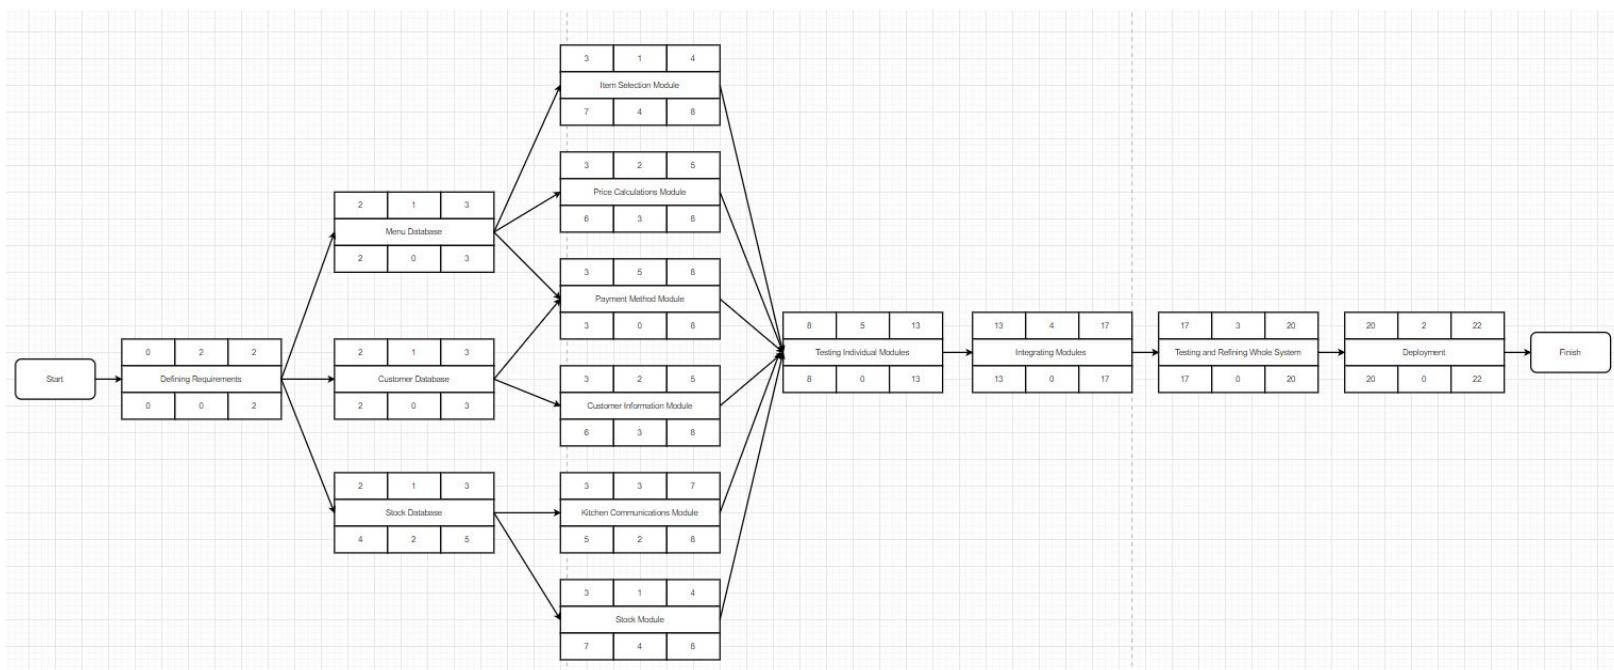 3 1 4
Item Selection Module
7 4 8
3 2 5
Price Calculations Module
6 3 8
2 1 3
Menu Database
2 0 3
3 5 8
Payment Method Module
3 0 8
8 5 13
Testing Individual Modules
8 0 13
13 4 17
Integrating Modules
13 0 17
17 3 20
Testing and Refining Whole System
17 0 20
20 2 22
Deployment
20 0 22
Finish
Start
0 2 2
Defining Requirements
0 0 2
2 1 3
Customer Database
2 0 3
3 2 5
Customer Information Module
6 3 8
2 1 3
Stock Database
4 2 5
3 3 7
Kitchen Communications Module
5 2 8
3 1 4
Stock Module
7 4 8